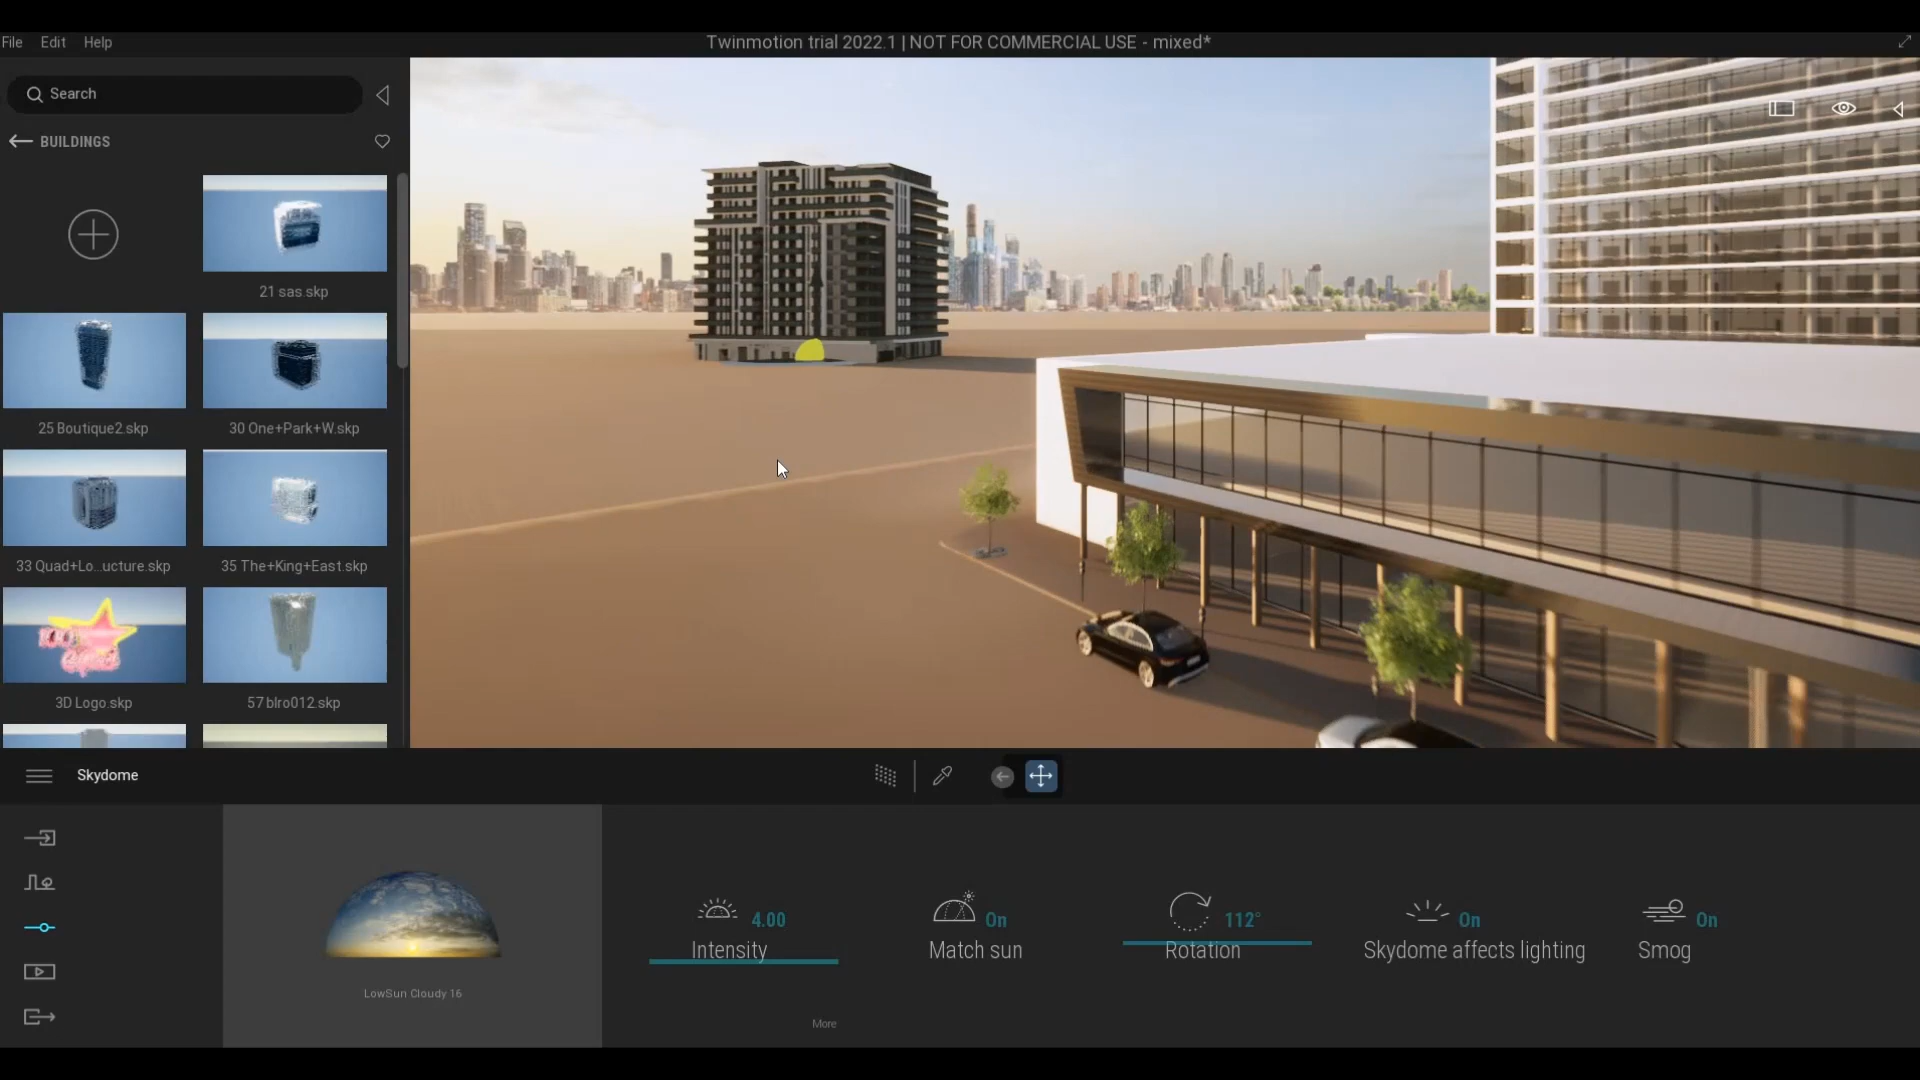 File Edit Help
Twinmotion trial 2022.1 | NOT FOR COMMERCIAL USE - mixed*
Search
BUILDINGS
21 sas.skp
25 Boutique2.skp
30 One+Park+W.skp
33 Quad+Lo...ucture.skp
35 The+King+East.skp
3D Logo.skp
57 blro012.skp
Skydome
4.00
Intensity
On
Match sun
112°
Rotation
On
Skydome affects lighting
On
Smog
LowSun Cloudy 16
More